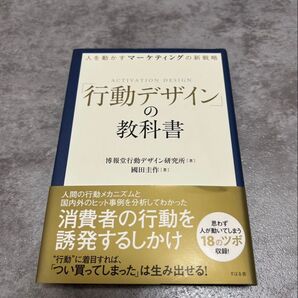 人を動かすマーケティングの新戦略
ACTIVATION DESIGN
「行動デザイン」
の
教科書
博報堂行動デザイン研究所（著）
國田圭作（著）
人間の行動メカニズムと
国内外のヒット事例を分析してわかった
消費者の行動を
誘発するしかけ
思わず
人が動いてしまう
18のツボ
収録！
"行動"に着目すれば、
「つい買ってしまった」は生み出せる！
すばる舎